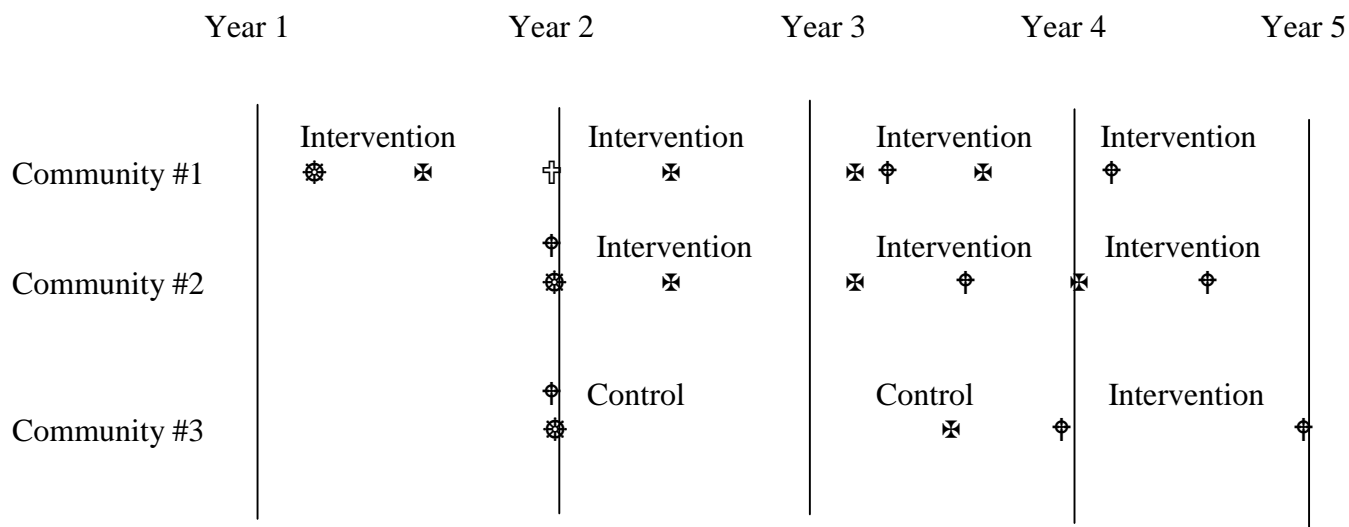 Year 1 Year 2 Year 3 Year 4 Year 5
Intervention Intervention Intervention Intervention
Community #1
Intervention Intervention Intervention
Community #2
Control Control Intervention
Community #3